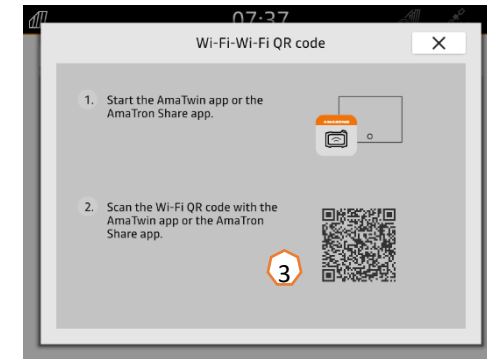 07:37
Wi-Fi-Wi-Fi QR code
1. Start the AmaTwin app or the
AmaTron Share app.
AMAZONE
2. Scan the Wi-Fi QR code with the
AmaTwin app or the AmaTron
Share app.
3